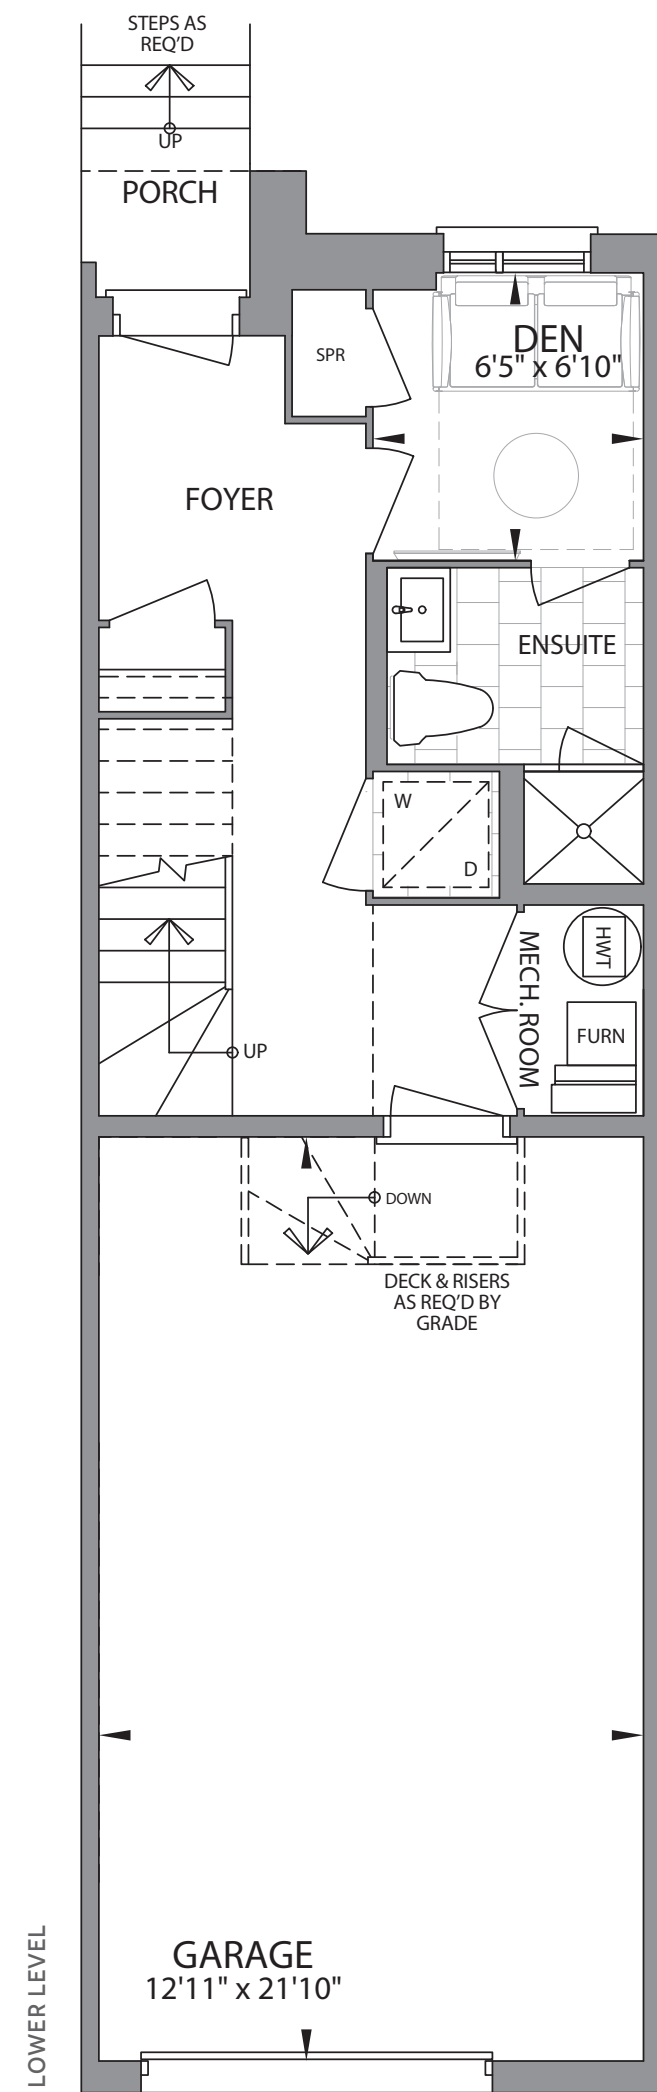 STEPS AS
REQ'D
UP
PORCH
DEN
6'5" x 6'10"
SPR
FOYER
ENSUITE
W
D
HWT
MECH. ROOM
FURN
UP
DOWN
DECK & RISERS
AS REQ'D BY
GRADE
GARAGE
12'11" x 21'10"
LOWER LEVEL